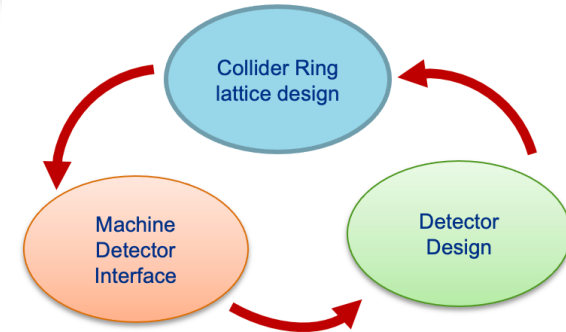 Collider Ring
lattice design
Machine
Detector
Interface
Detector
Design